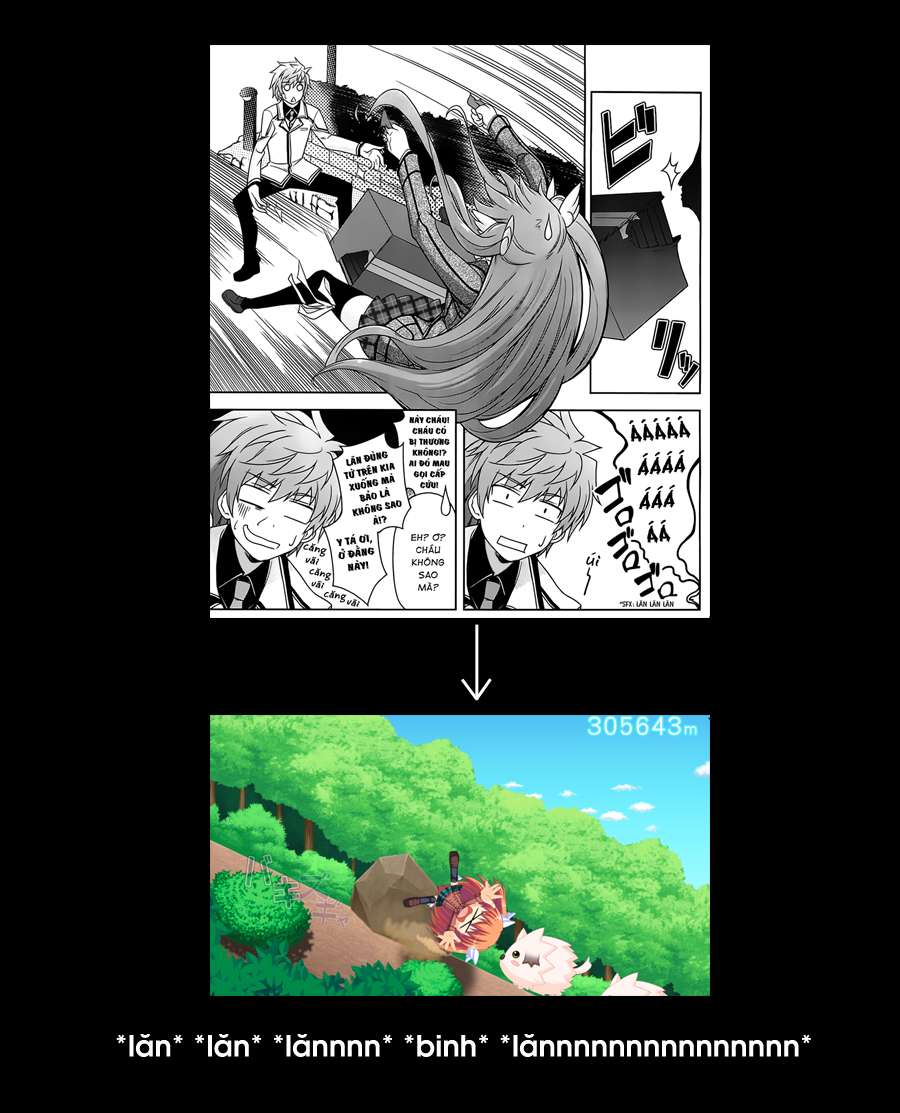 ビ
リッ
NÀY CHÁU!
CHÁU CÓ
BỊ THƯƠNG
KHÔNG!?
AI ĐÓ MAU
GỌI CẤP
CỨU!
LĂN ĐÙNG
TỪ TRÊN KIA
XUỐNG MÀ
BẢO LÀ
KHÔNG SAO
À!?
Y TÁ ƠI,
Ở ĐẰNG
NÀY!
EH? Ơ?
CHÁU
KHÔNG
SAO
MÀ?
căng
vãi
căng
vãi
căng vãi
ÁÁÁÁÁ
ÁÁÁÁ
ÁÁÁ
ÁÁ
ゴロゴロゴロ
Úi
*SFX: LĂN LĂN LĂN
305643m
*lăn* *lăn* *lănnnn* *binh* *lănnnnnnnnnnnnnnnn*